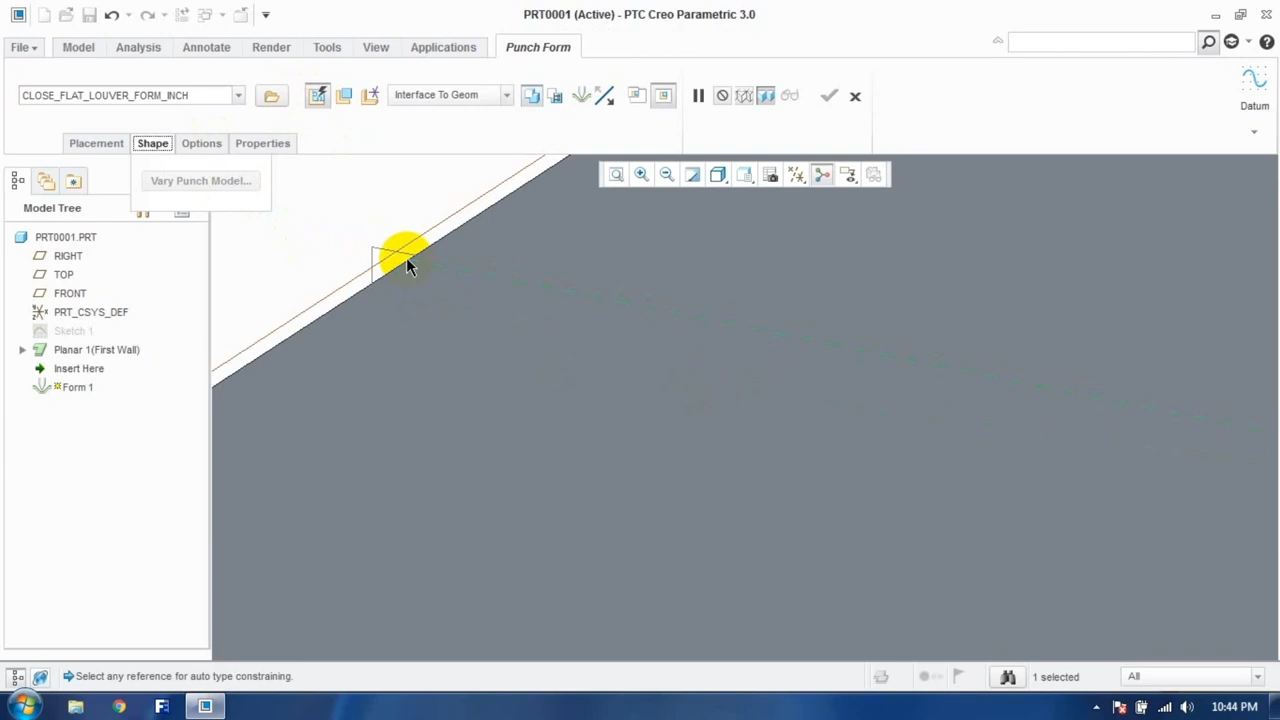 PRT0001 (Active) - PTC Creo Parametric 3.0
File
Model
Analysis
Annotate
Render
Tools
View
Applications
Punch Form
CLOSE_FLAT_LOUVER_FORM_INCH
Interface To Geom
Datum
Placement
Shape
Options
Properties
Vary Punch Model...
Model Tree
PRT0001.PRT
RIGHT
TOP
FRONT
PRT_CSYS_DEF
Sketch 1
Planar 1(First Wall)
Insert Here
Form 1
Select any reference for auto type constraining.
1 selected
All
10:44 PM